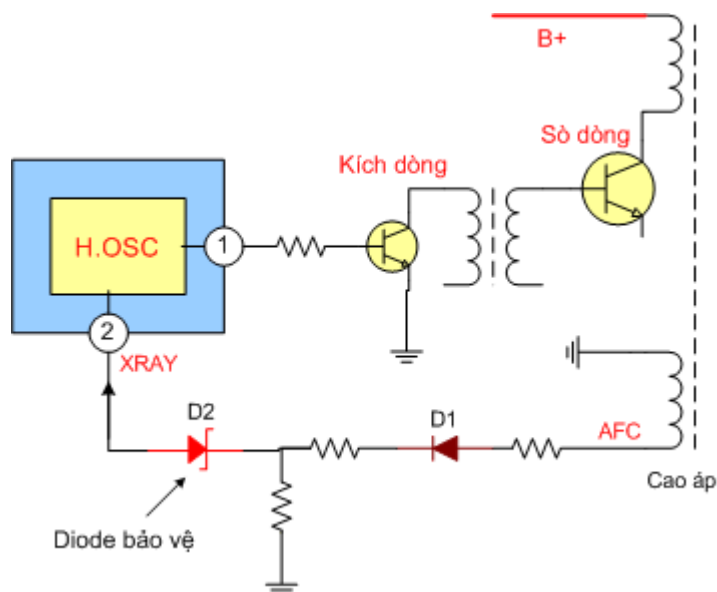 B+
Sò dòng
Kích dòng
H.OSC
1
2
XRAY
D2
D1
AFC
Cao áp
Diode bảo vệ